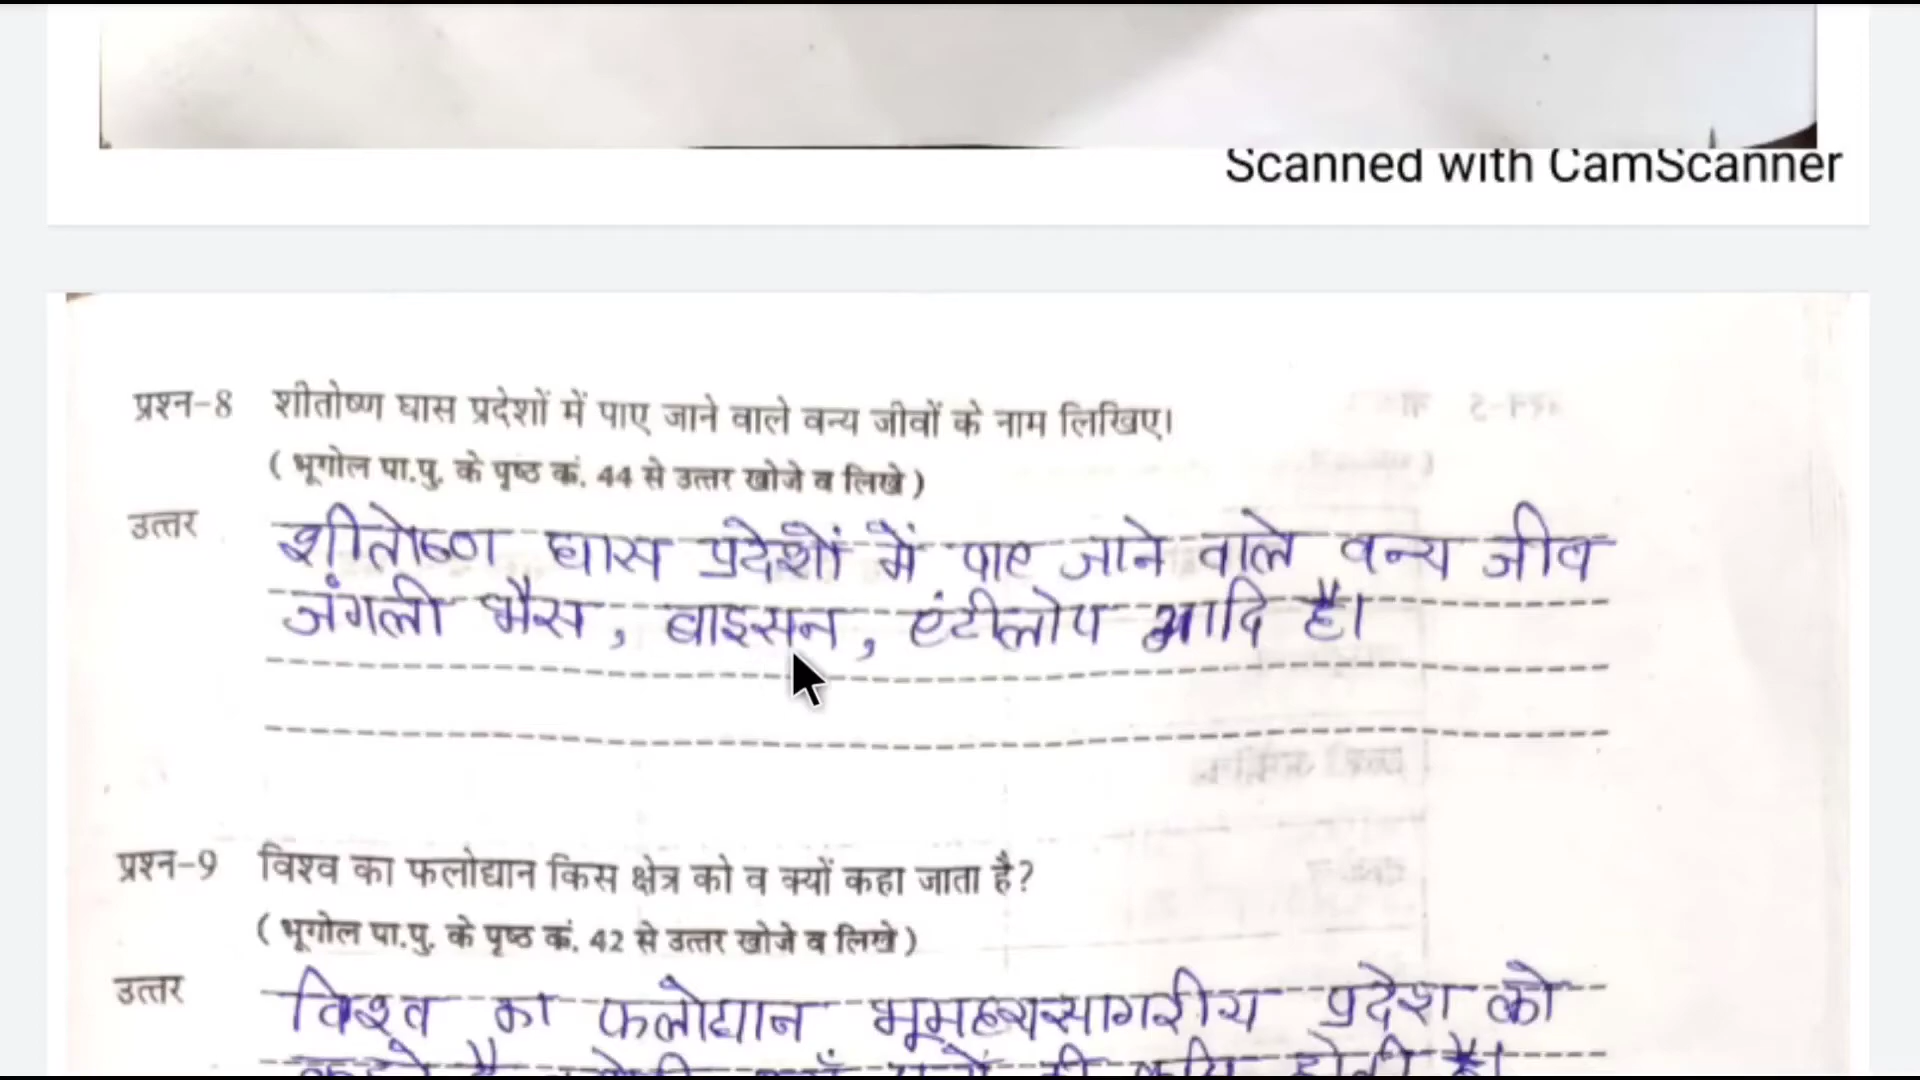 Scanned with CamScanner
प्रश्न-8 शीतोष्ण घास प्रदेशों में पाए जाने वाले वन्य जीवों के नाम लिखिए।
( भूगोल पा.पु. के पृष्ठ कं. 44 से उत्तर खोजे व लिखे )
उत्तर शीतोष्ण घास प्रदेशों में पाए जाने वाले वन्य जीव
जंगली भैंस, बाइसन, एंटीलोप आदि है।
प्रश्न-9 विश्व का फलोद्यान किस क्षेत्र को व क्यों कहा जाता है?
( भूगोल पा.पु. के पृष्ठ कं. 42 से उत्तर खोजे व लिखे )
उत्तर विश्व का फलोद्यान भूमध्यसागरीय प्रदेश को